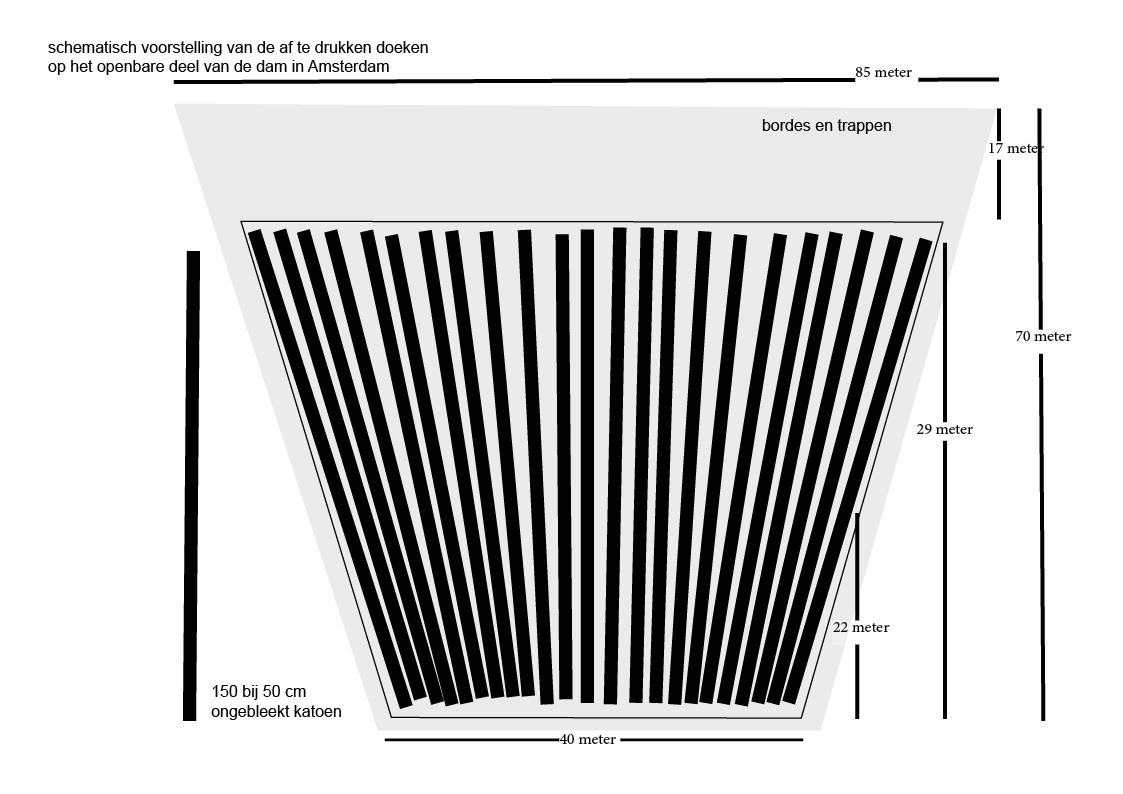 schematisch voorstelling van de af te drukken doeken
op het openbare deel van de dam in Amsterdam
85 meter
bordes en trappen
17 meter
70 meter
29 meter
22 meter
150 bij 50 cm
ongebleekt katoen
40 meter